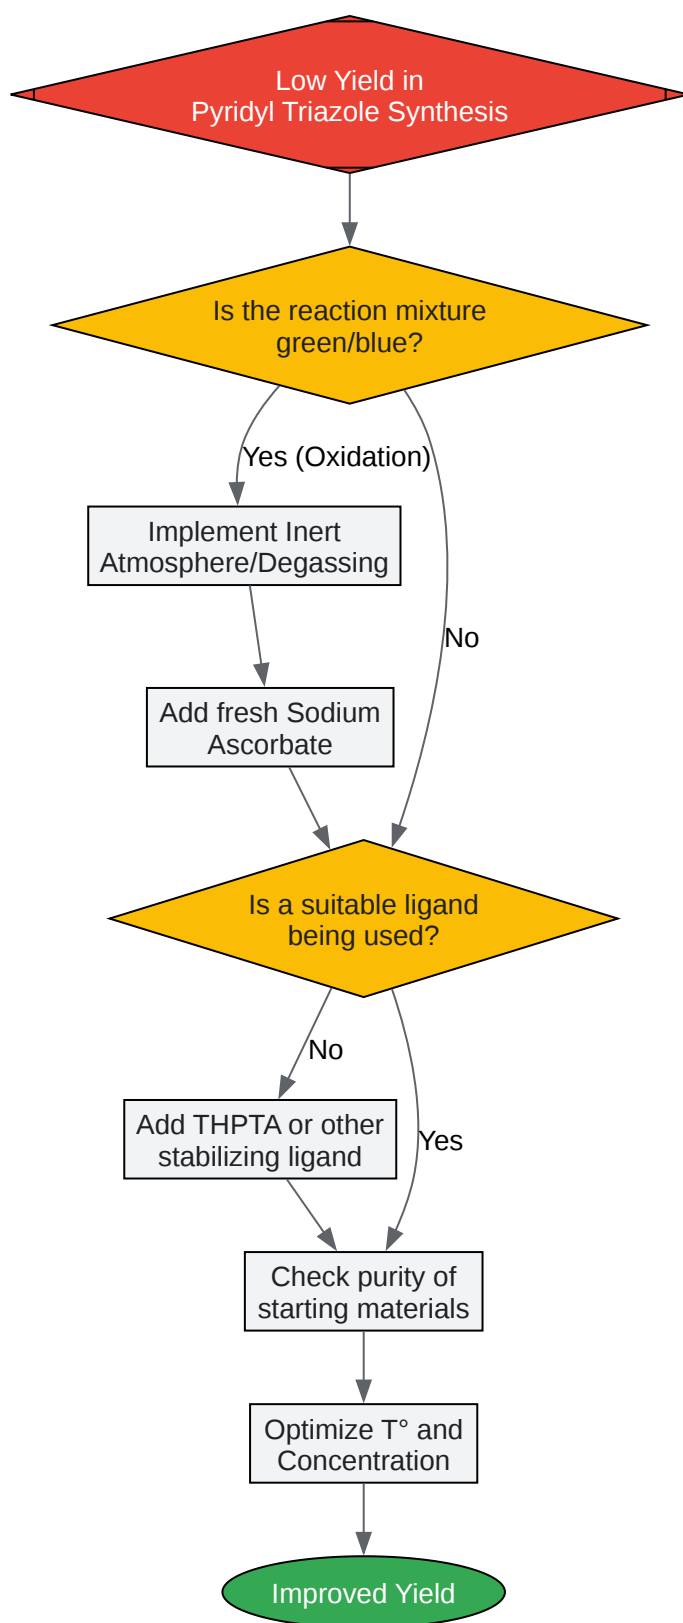 Low Yield in
Pyridyl Triazole Synthesis
Is the reaction mixture
green/blue?
Yes (Oxidation)
Implement Inert
Atmosphere/Degassing
No
Add fresh Sodium
Ascorbate
Is a suitable ligand
being used?
No
Add THPTA or other
stabilizing ligand
Yes
Check purity of
starting materials
Optimize T° and
Concentration
Improved Yield